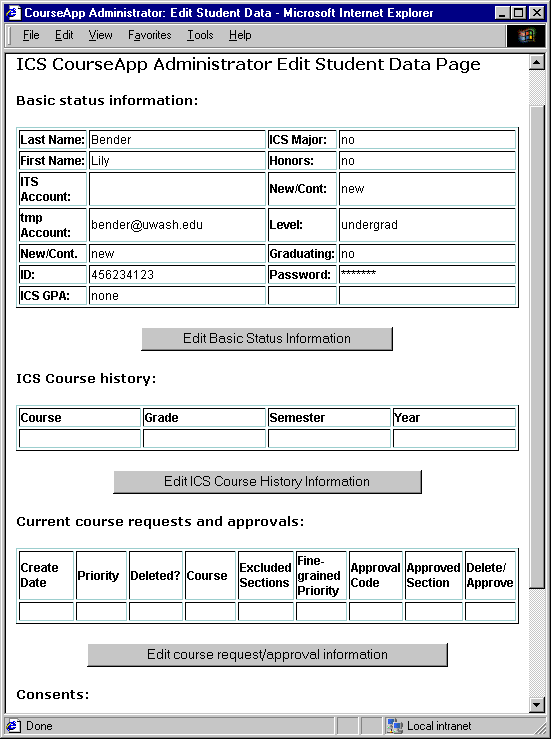 CourseApp Administrator: Edit Student Data - Microsoft Internet Explorer
File Edit View Favorites Tools Help
ICS CourseApp Administrator Edit Student Data Page
Basic status information:
Last Name: Bender ICS Major: no
First Name: Lily Honors: no
ITS Account: New/Cont: new
tmp Account: bender@uwash.edu Level: undergrad
New/Cont. new Graduating: no
ID: 456234123 Password: *******
ICS GPA: none
Edit Basic Status Information
ICS Course history:
Course Grade Semester Year
Edit ICS Course History Information
Current course requests and approvals:
Create Date Priority Deleted? Course Excluded Sections Fine-grained Priority Approval Code Approved Section Delete/Approve
Edit course request/approval information
Consents:
Done Local intranet